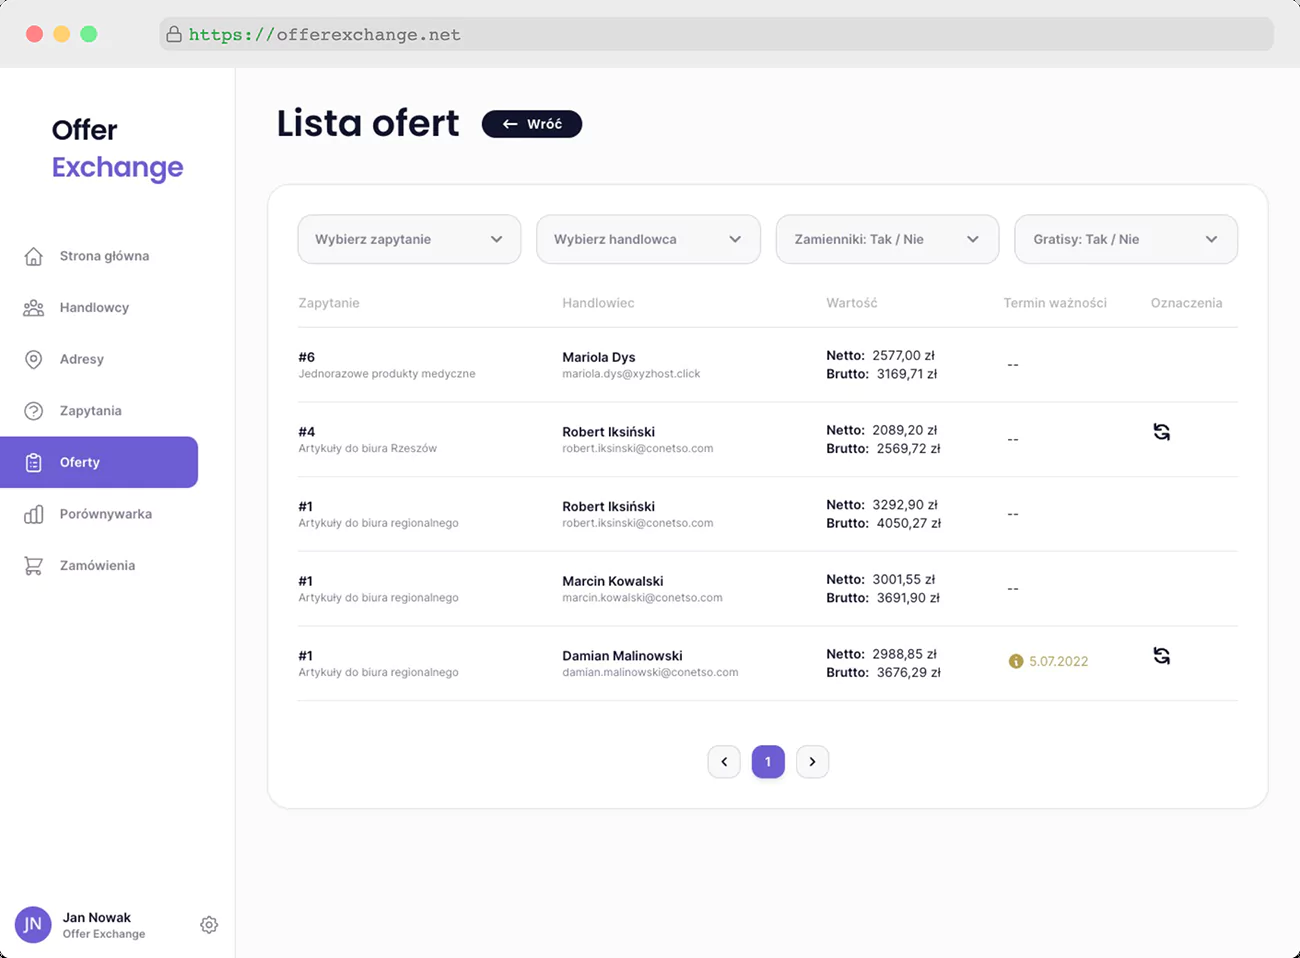 https://offerexchange.net
Offer
Exchange
Strona główna
Handlowcy
Adresy
Zapytania
Oferty
Porównywarka
Zamówienia
JN
Jan Nowak
Offer Exchange
Lista ofert
← Wróć
Wybierz zapytanie
Wybierz handlowca
Zamienniki: Tak / Nie
Gratisy: Tak / Nie
Zapytanie Handlowiec Wartość Termin ważności Oznaczenia
#6 Mariola Dys Netto: 2577,00 zł
Jednorazowe produkty medyczne mariola.dys@xyzhost.click Brutto: 3169,71 zł --
#4 Robert Iksiński Netto: 2089,20 zł
Artykuły do biura Rzeszów robert.iksinski@conetso.com Brutto: 2569,72 zł --
#1 Robert Iksiński Netto: 3292,90 zł
Artykuły do biura regionalnego robert.iksinski@conetso.com Brutto: 4050,27 zł --
#1 Marcin Kowalski Netto: 3001,55 zł
Artykuły do biura regionalnego marcin.kowalski@conetso.com Brutto: 3691,90 zł --
#1 Damian Malinowski Netto: 2988,85 zł
Artykuły do biura regionalnego damian.malinowski@conetso.com Brutto: 3676,29 zł 5.07.2022
1